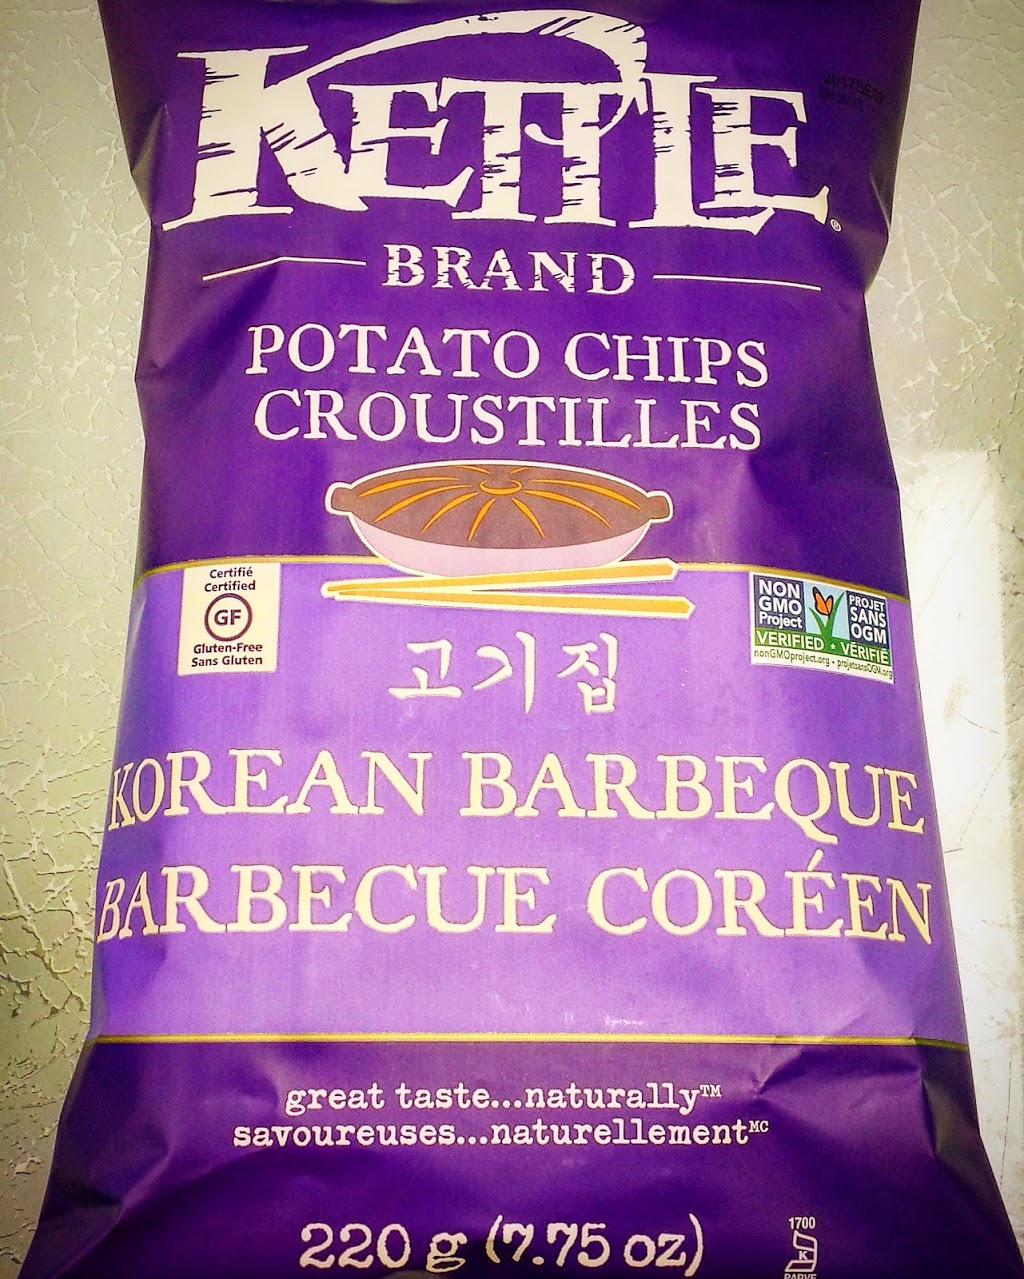 KETTLE®
BRAND
POTATO CHIPS
CROUSTILLES
Certifié
Certified
GF
Gluten-Free
Sans Gluten
NON
GMO
Project
PROJET
SANS
OGM
VERIFIED • VÉRIFIÉ
nonGMOproject.org • projetsansOGM.org
고기집
KOREAN BARBEQUE
BARBECUE CORÉEN
great taste...naturally™
savoureuses...naturellementMC
220 g (7.75 oz)
1700
K
PARVE